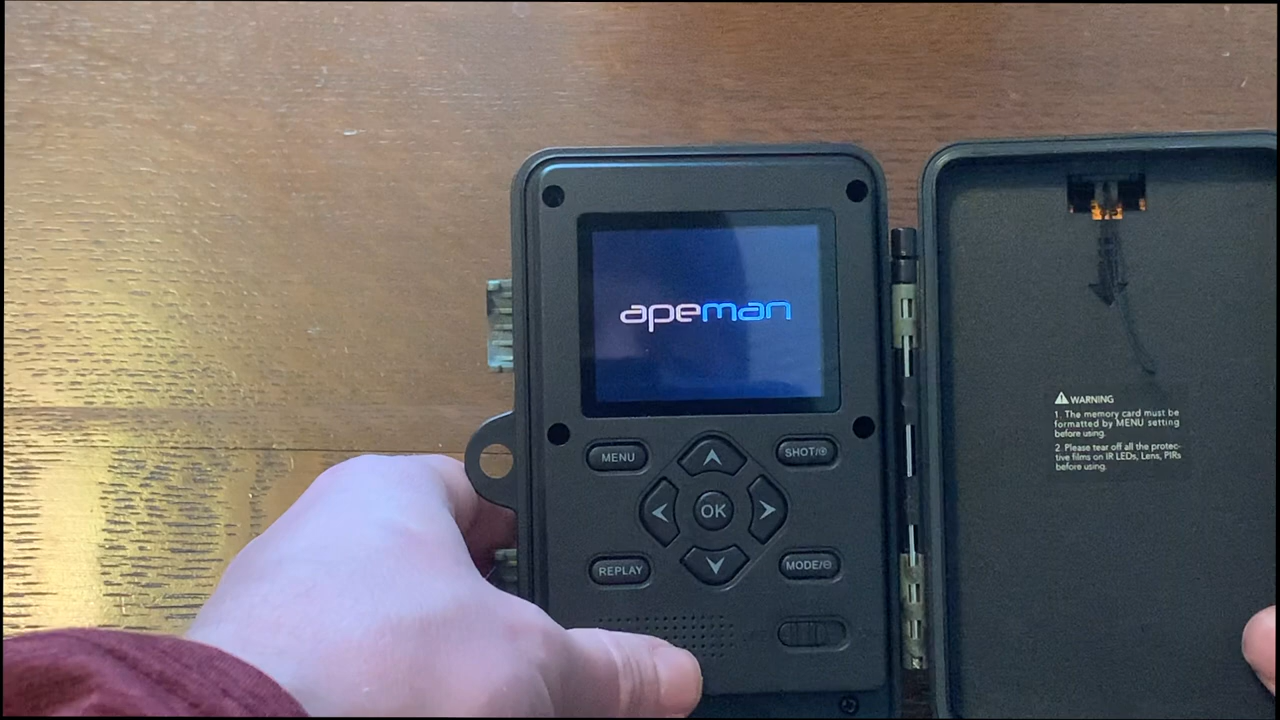 apeman
MENU
SHOT/⊕
OK
REPLAY
MODE/⊖
WARNING
1. The memory card must be
formatted by MENU setting
before using.
2. Please tear off all the protec-
tive films on IR LEDs, Lens, PIRs
before using.